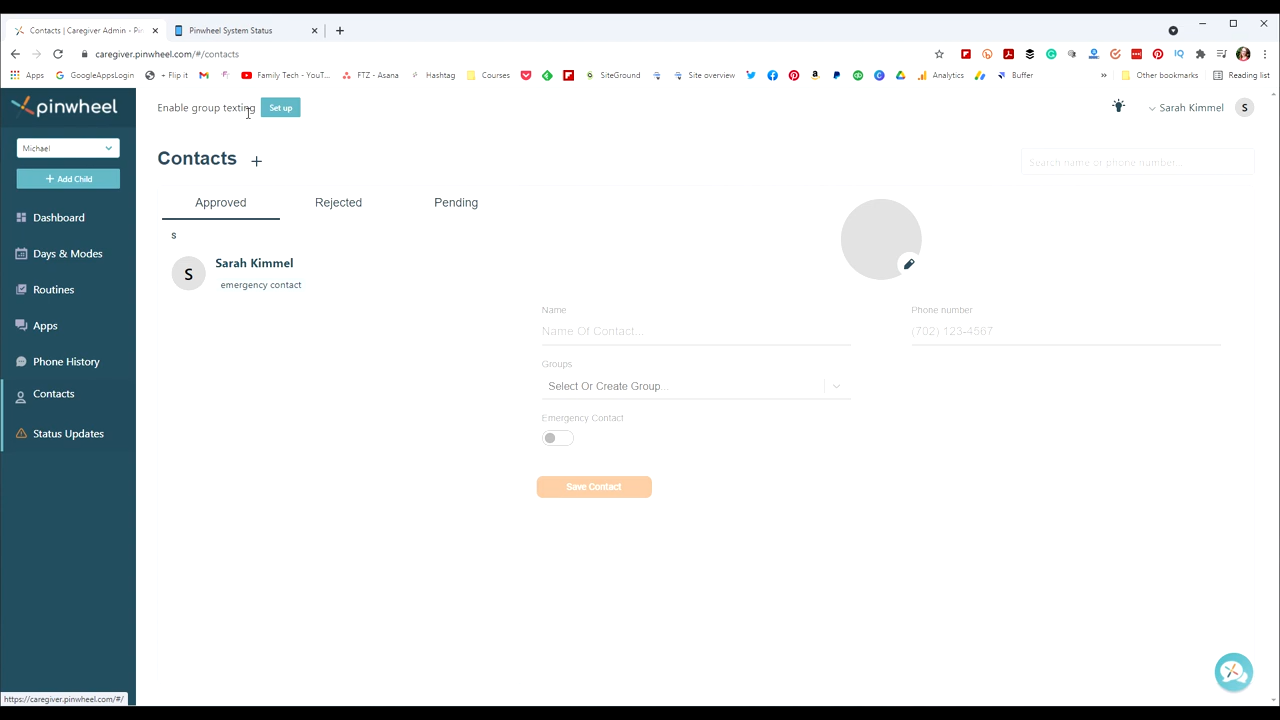 Contacts | Caregiver Admin - Pi
Pinwheel System Status
caregiver.pinwheel.com/#/contacts
Apps
GoogleAppsLogin
+ Flip it
Family Tech - YouT...
FTZ - Asana
Hashtag
Courses
SiteGround
Site overview
Analytics
Buffer
»
Other bookmarks
Reading list
pinwheel
Enable group texting
Set up
Sarah Kimmel
S
Michael
+ Add Child
Contacts +
Search name or phone number...
Dashboard
Days & Modes
Routines
Apps
Phone History
Contacts
Status Updates
Approved
Rejected
Pending
S
S
Sarah Kimmel
emergency contact
Name
Name Of Contact...
Phone number
(702) 123-4567
Groups
Select Or Create Group...
Emergency Contact
Save Contact
https://caregiver.pinwheel.com/#/